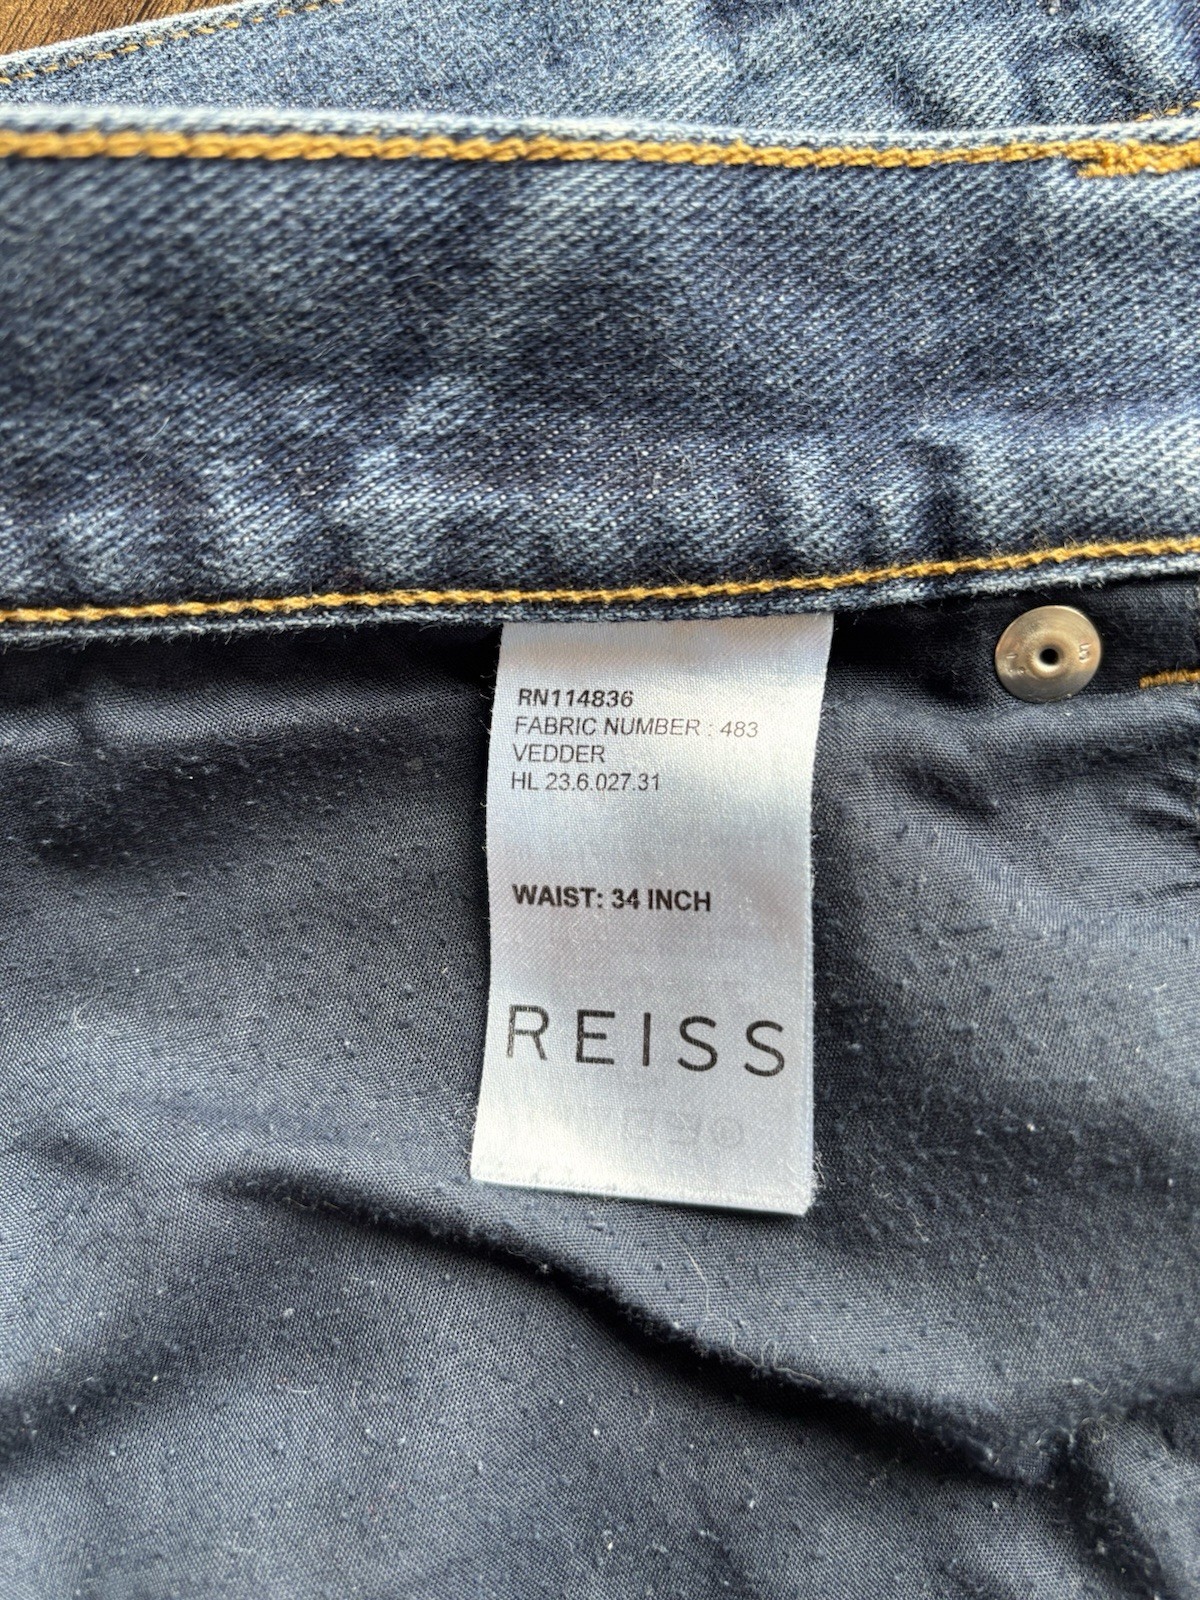 RN114836
FABRIC NUMBER : 483
VEDDER
HL 23.6.027.31
WAIST: 34 INCH
REISS